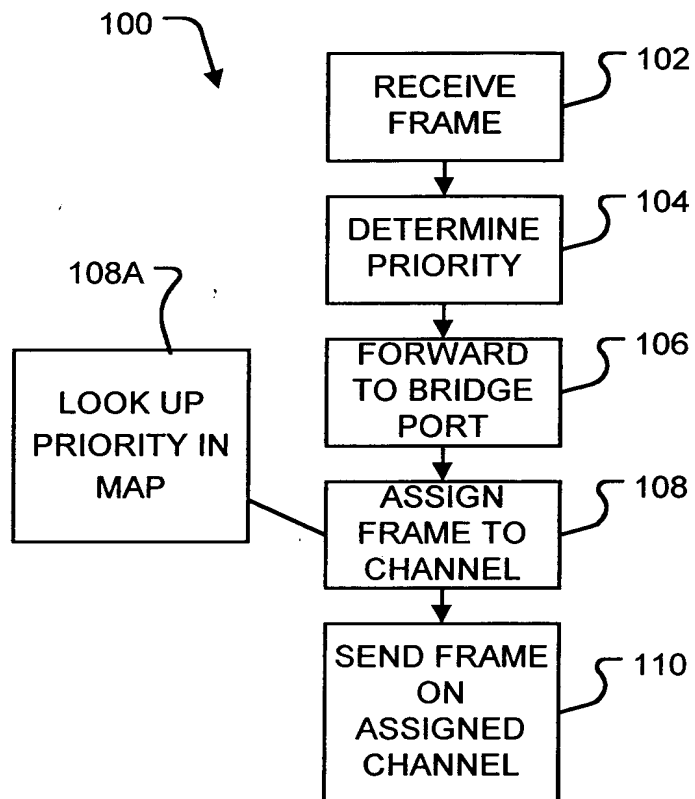 100
102
RECEIVE
FRAME
104
DETERMINE
PRIORITY
108A
106
FORWARD
TO BRIDGE
PORT
LOOK UP
PRIORITY IN
MAP
108
ASSIGN
FRAME TO
CHANNEL
110
SEND FRAME
ON
ASSIGNED
CHANNEL